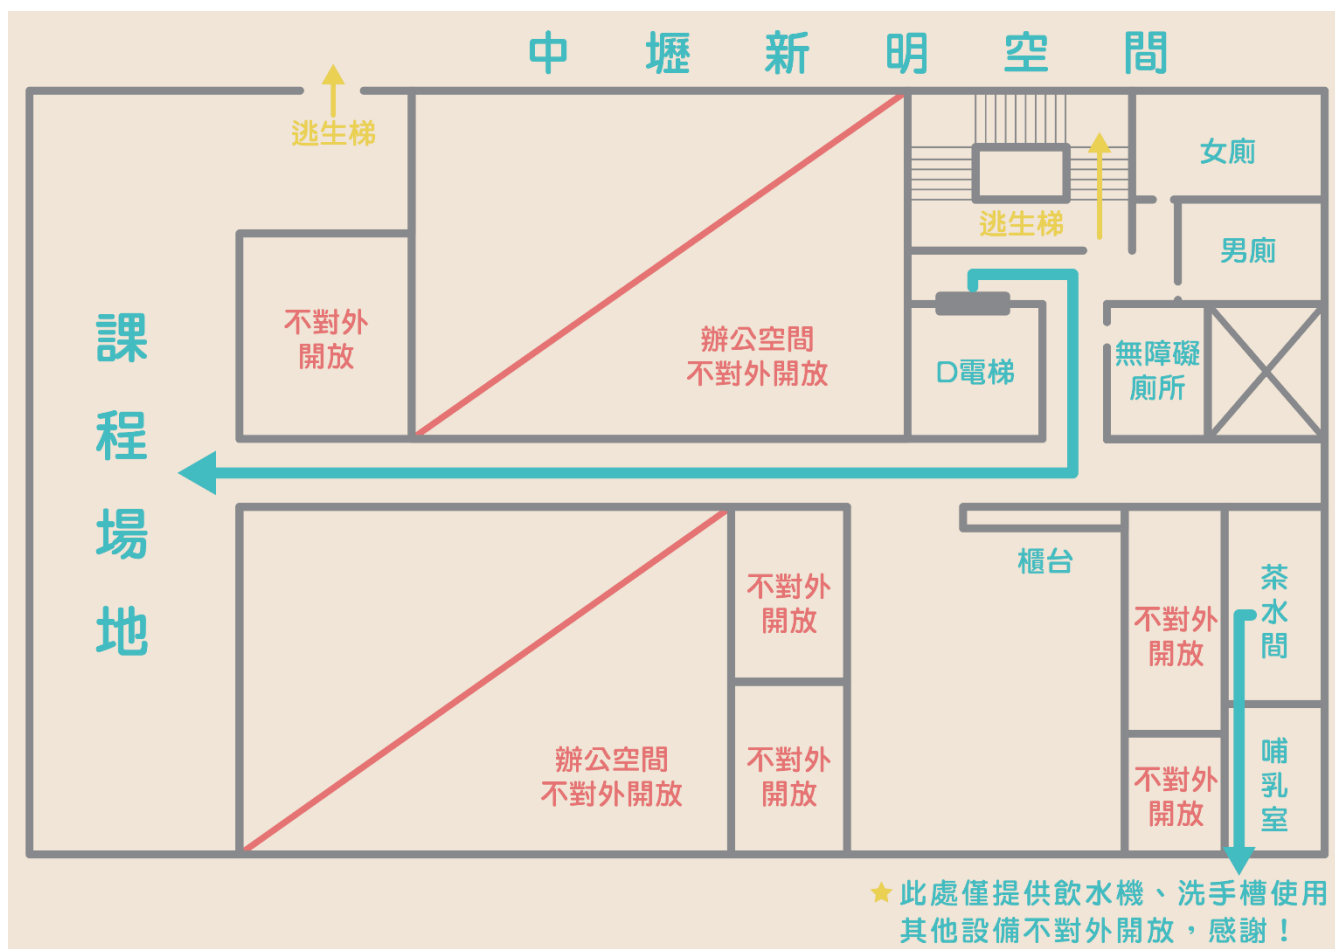 中壢新明空間
逃生梯
女廁
逃生梯
男廁
不對外
開放
辦公空間
不對外開放
D電梯
無障礙
廁所
課程場地
櫃台
不對外
開放
不對外
開放
茶水間
辦公空間
不對外開放
不對外
開放
不對外
開放
哺乳室
★此處僅提供飲水機、洗手槽使用
其他設備不對外開放，感謝！